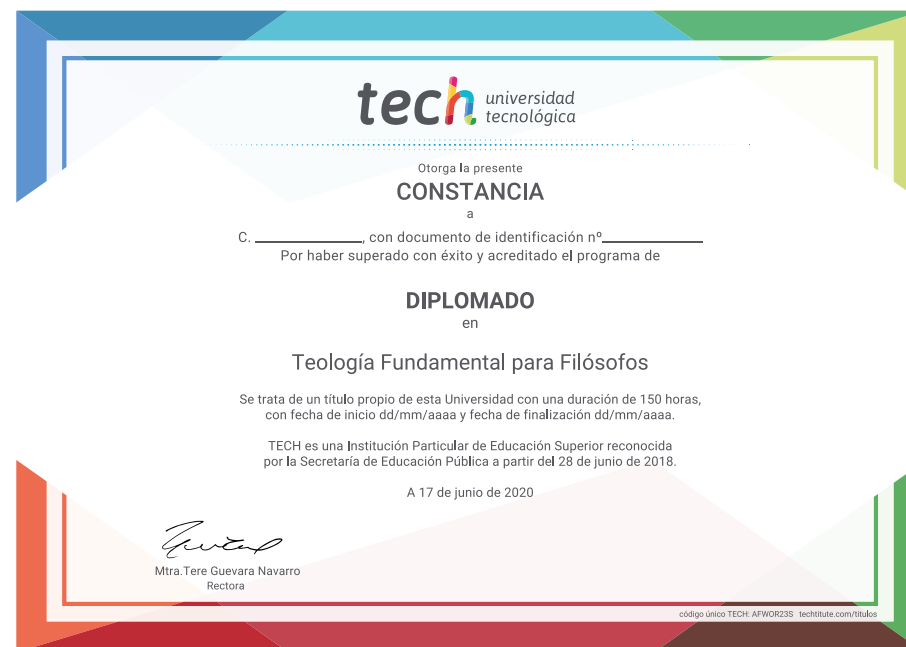 tech universidad
tecnológica
Otorga la presente
CONSTANCIA
a
C. ____________, con documento de identificación nº____________
Por haber superado con éxito y acreditado el programa de
DIPLOMADO
en
Teología Fundamental para Filósofos
Se trata de un título propio de esta Universidad con una duración de 150 horas,
con fecha de inicio dd/mm/aaaa y fecha de finalización dd/mm/aaaa.
TECH es una Institución Particular de Educación Superior reconocida
por la Secretaría de Educación Pública a partir del 28 de junio de 2018.
A 17 de junio de 2020
Mtra.Tere Guevara Navarro
Rectora
código único TECH: AFWOR23S techtitute.com/titulos